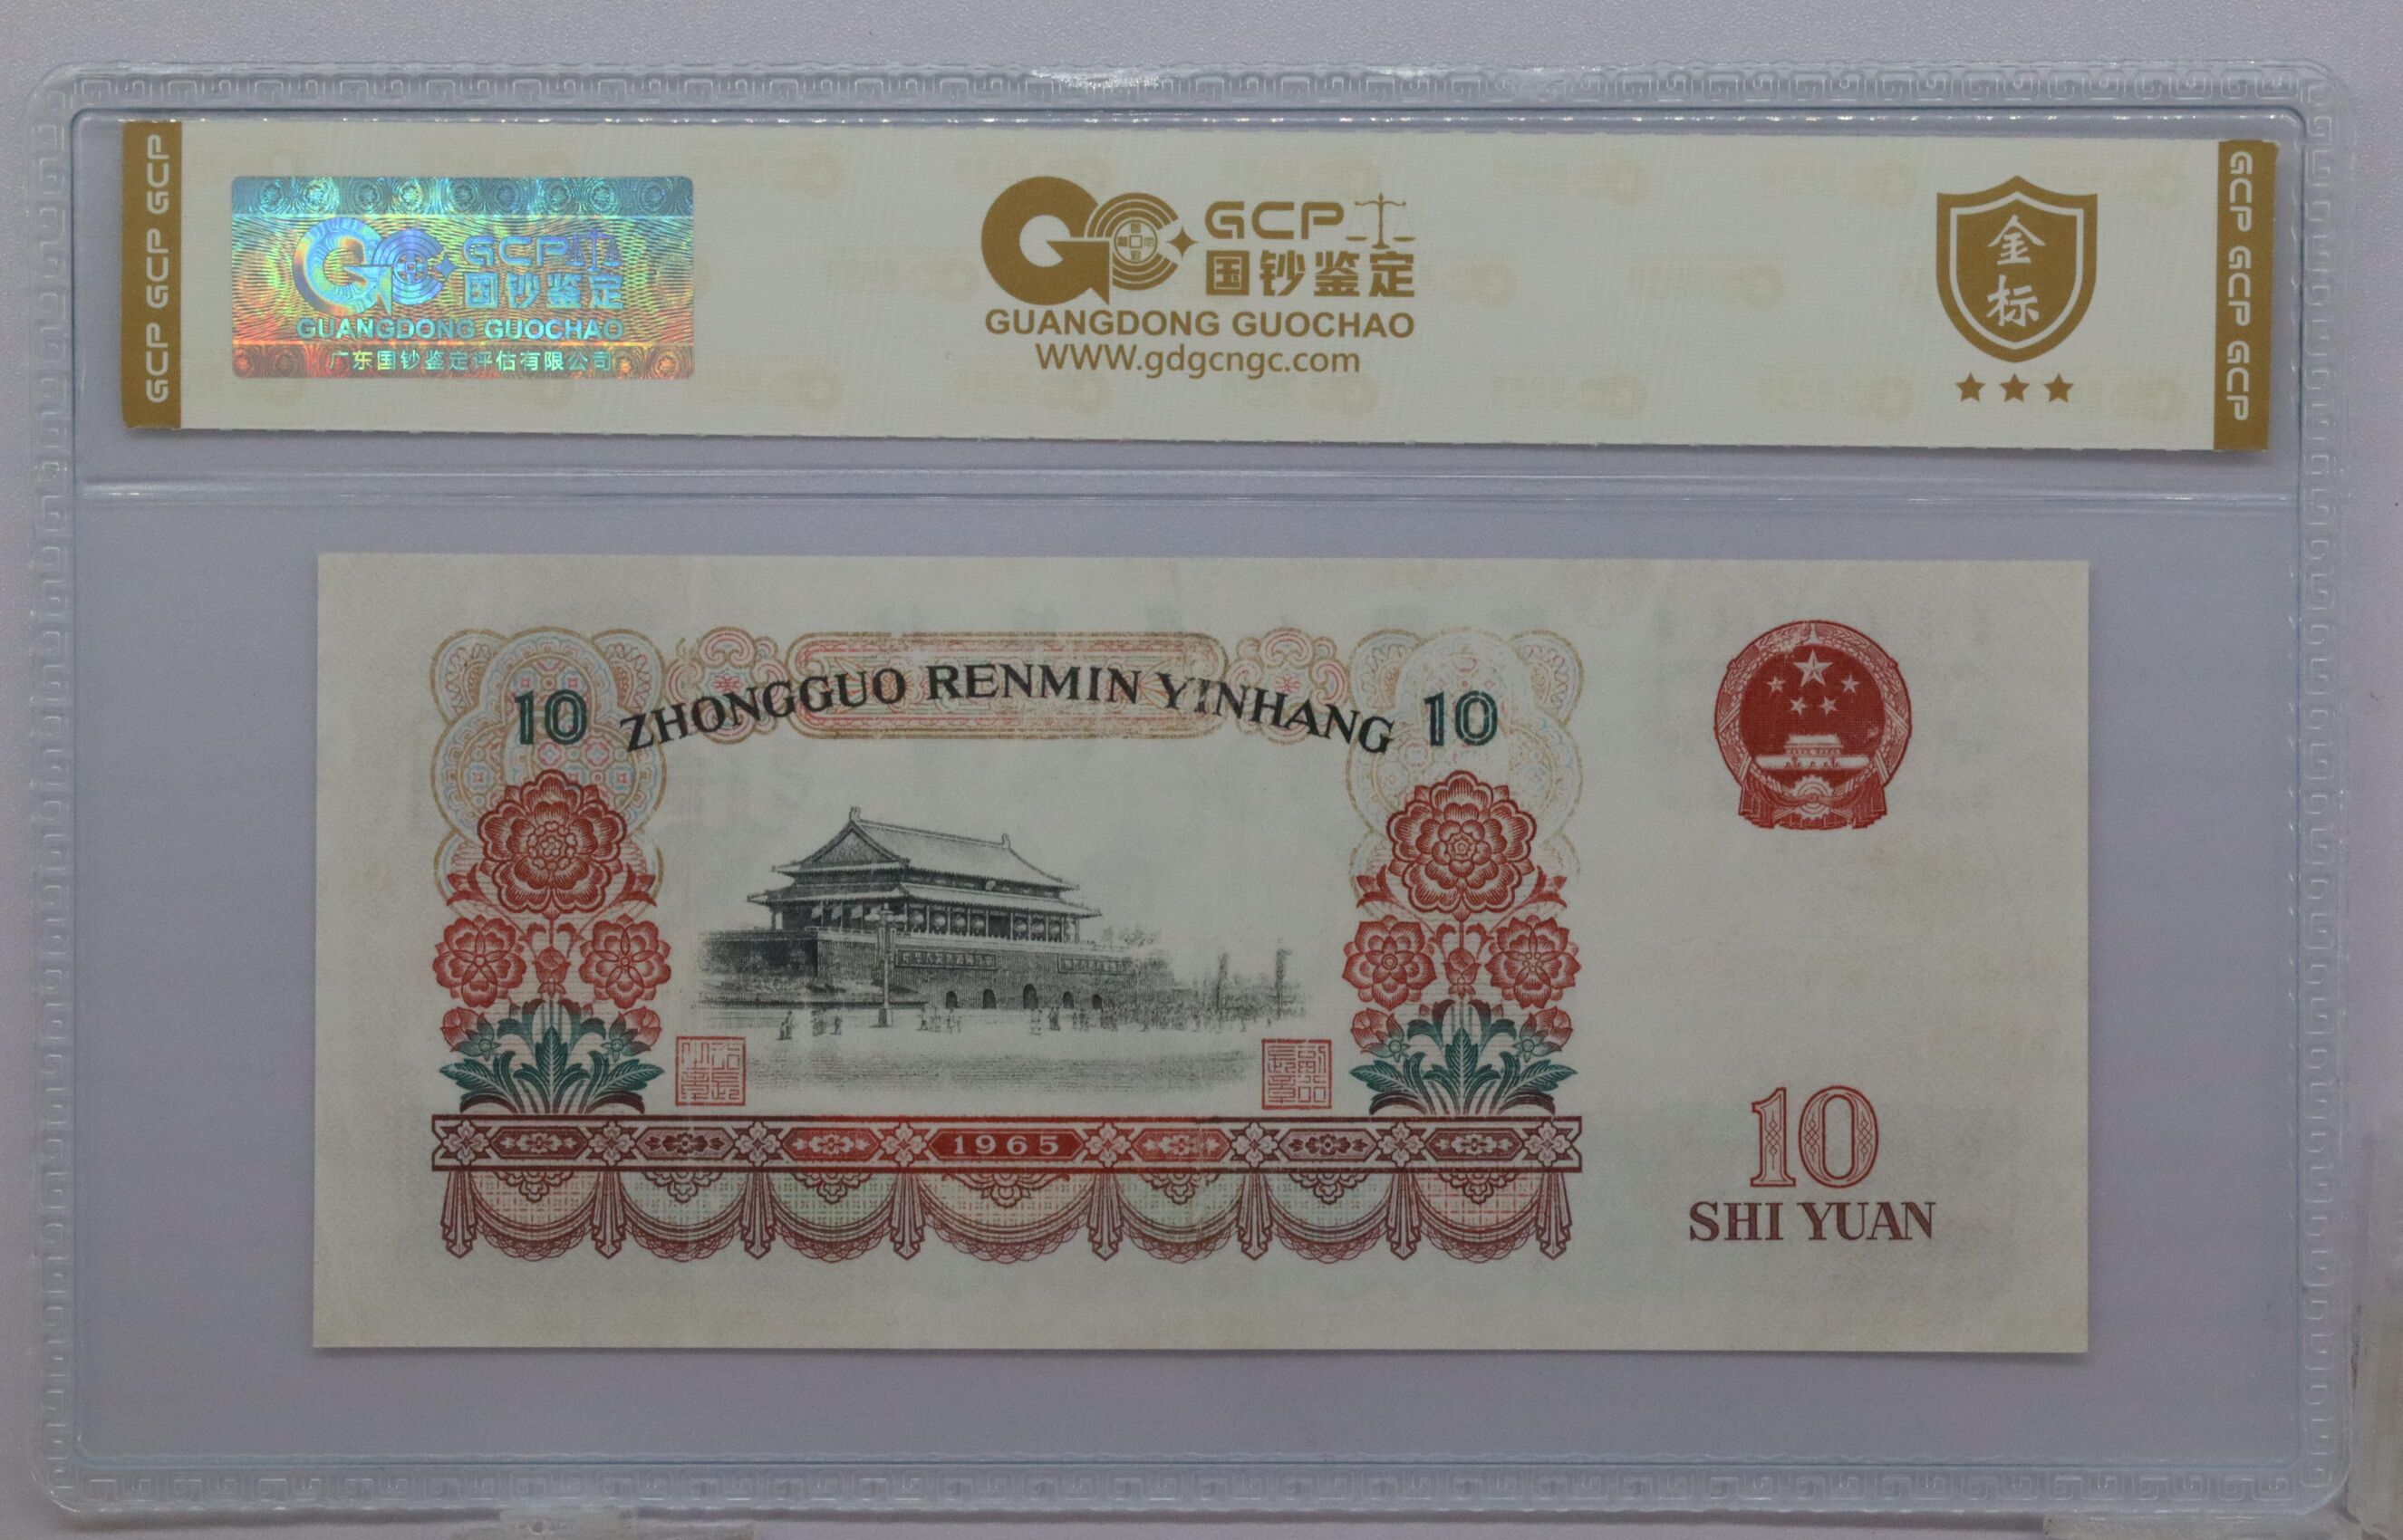 GCP GCP GCP
GCP
国钞鉴定
GUANGDONG GUOCHAO
广东国钞鉴定评估有限公司
GCP
国钞鉴定
GUANGDONG GUOCHAO
WWW.gdgcngc.com
金
标
GCP GCP GCP
10 ZHONGGUO RENMIN YINHANG 10
1965
10
SHI YUAN